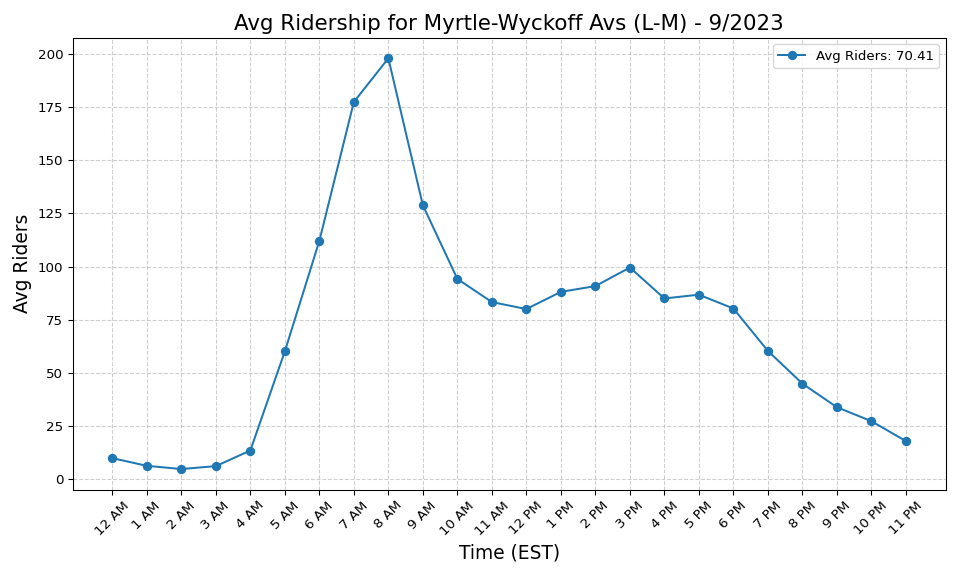 Avg Ridership for Myrtle-Wyckoff Avs (L-M) - 9/2023
Avg Riders: 70.41
Avg Riders
200
175
150
125
100
75
50
25
0
12 AM
1 AM
2 AM
3 AM
4 AM
5 AM
6 AM
7 AM
8 AM
9 AM
10 AM
11 AM
12 PM
1 PM
2 PM
3 PM
4 PM
5 PM
6 PM
7 PM
8 PM
9 PM
10 PM
11 PM
Time (EST)